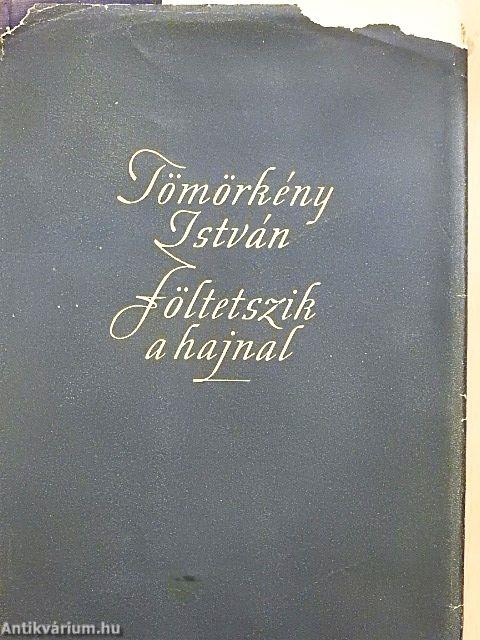 Tömörkény
István
Föltetszik
a hajnal
Antikvárium.hu